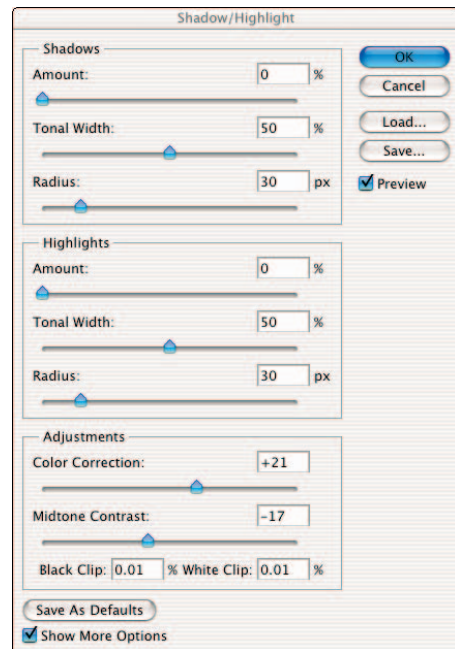 Shadow/Highlight
Shadows
Amount: 0 %
Tonal Width: 50 %
Radius: 30 px
Highlights
Amount: 0 %
Tonal Width: 50 %
Radius: 30 px
Adjustments
Color Correction: +21
Midtone Contrast: -17
Black Clip: 0.01 % White Clip: 0.01 %
Save As Defaults
Show More Options
OK
Cancel
Load...
Save...
Preview